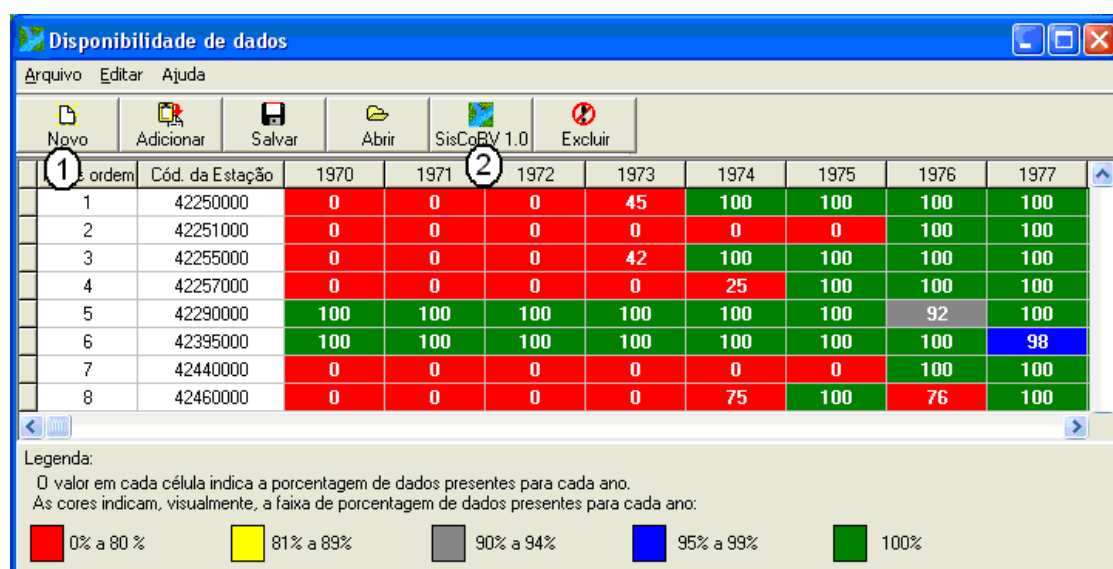 Disponibilidade de dados
Arquivo Editar Ajuda
Novo Adicionar Salvar Abrir SisCoBV 1.0 Excluir
1 2
ordem Cód. da Estação 1970 1971 1972 1973 1974 1975 1976 1977
1 42250000 0 0 0 45 100 100 100 100
2 42251000 0 0 0 0 0 0 100 100
3 42255000 0 0 0 42 100 100 100 100
4 42257000 0 0 0 0 25 100 100 100
5 42290000 100 100 100 100 100 100 92 100
6 42395000 100 100 100 100 100 100 100 98
7 42440000 0 0 0 0 0 0 100 100
8 42460000 0 0 0 0 75 100 76 100
Legenda:
O valor em cada célula indica a porcentagem de dados presentes para cada ano.
As cores indicam, visualmente, a faixa de porcentagem de dados presentes para cada ano:
0% a 80 % 81% a 89% 90% a 94% 95% a 99% 100%